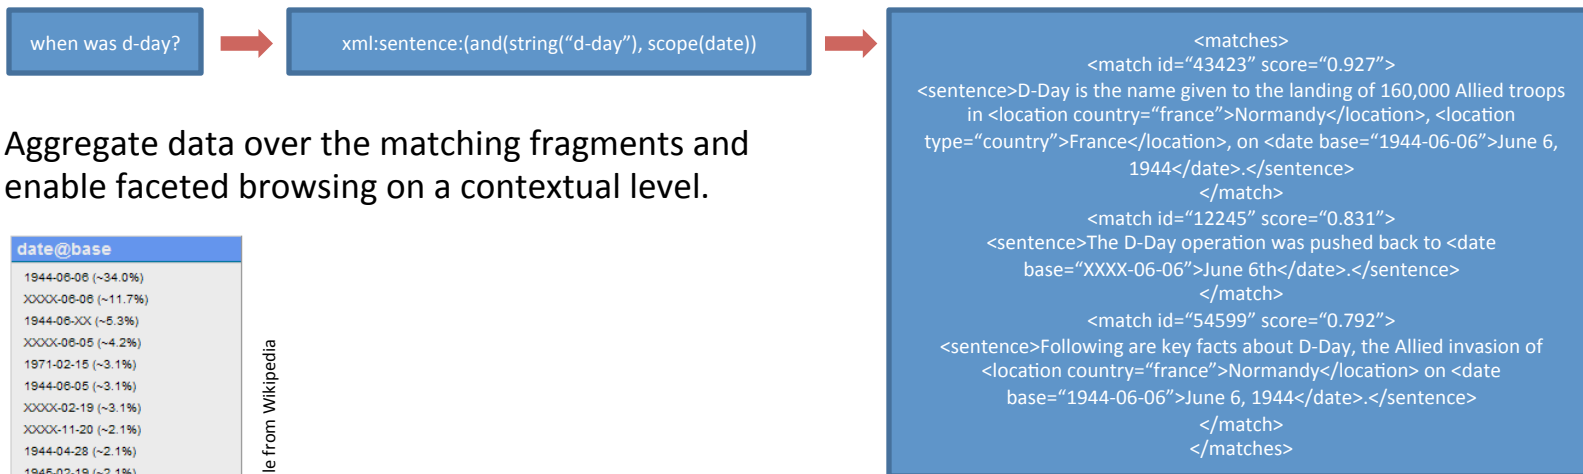 when was d-day?
xml:sentence:(and(string(“d-day”), scope(date))
<matches>
<match id=“43423” score=“0.927”>
<sentence>D-Day is the name given to the landing of 160,000 Allied troops
in <location country=“france”>Normandy</location>, <location
type=“country”>France</location>, on <date base=“1944-06-06”>June 6,
1944</date>.</sentence>
</match>
<match id=“12245” score=“0.831”>
<sentence>The D-Day operation was pushed back to <date
base=“XXXX-06-06”>June 6th</date>.</sentence>
</match>
<match id=“54599” score=“0.792”>
<sentence>Following are key facts about D-Day, the Allied invasion of
<location country=“france”>Normandy</location> on <date
base=“1944-06-06”>June 6, 1944</date>.</sentence>
</match>
</matches>
Aggregate data over the matching fragments and
enable faceted browsing on a contextual level.
date@base
1944-06-06 (~34.0%)
XXXX-06-06 (~11.7%)
1944-06-XX (~5.3%)
XXXX-06-05 (~4.2%)
1971-02-15 (~3.1%)
1944-06-05 (~3.1%)
XXXX-02-19 (~3.1%)
XXXX-11-20 (~2.1%)
1944-04-28 (~2.1%)
1945-02-19 (~2.1%)
le from Wikipedia